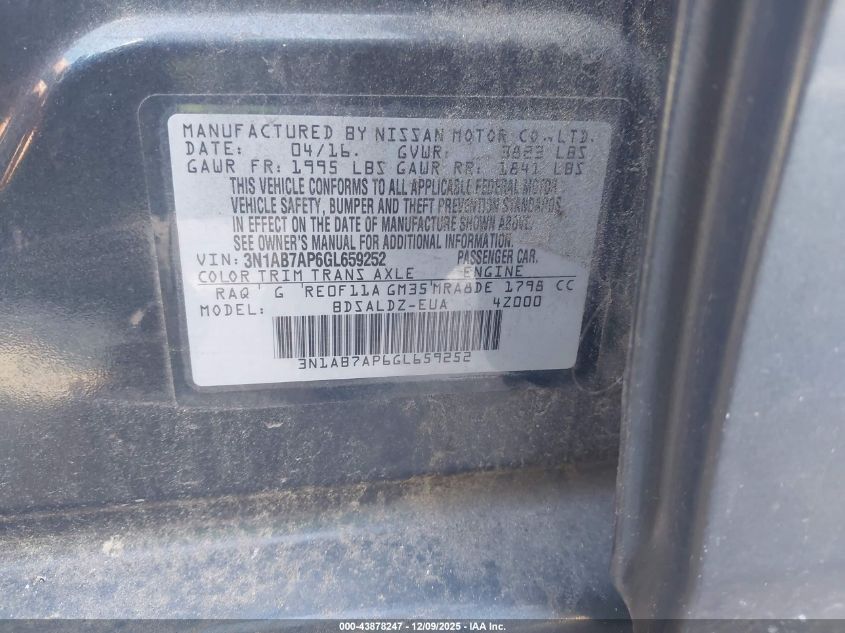 MANUFACTURED BY NISSAN MOTOR CO., LTD.
DATE: 04/16. GVWR: 3823 LBS
GAWR FR: 1995 LBS GAWR RR: 1841 LBS
THIS VEHICLE CONFORMS TO ALL APPLICABLE FEDERAL MOTOR
VEHICLE SAFETY, BUMPER AND THEFT PREVENTION STANDARDS
IN EFFECT ON THE DATE OF MANUFACTURE SHOWN ABOVE.
SEE OWNER'S MANUAL FOR ADDITIONAL INFORMATION.
VIN: 3N1AB7AP6GL659252 PASSENGER CAR.
COLOR TRIM TRANS AXLE ENGINE
RAQ G RE0F11A GM35 MRA8DE 1798 CC
MODEL: BDSALDZ-EUA 4Z000
3N1AB7AP6GL659252
000-43878247 - 12/09/2025 - IAA Inc.